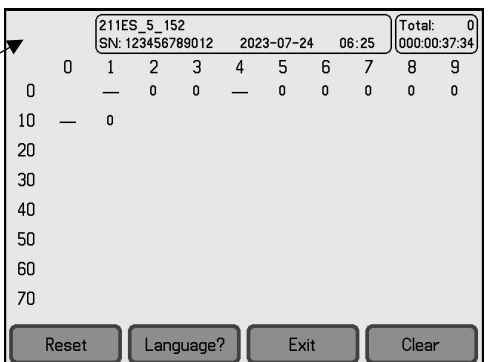 211ES_5_152
SN: 123456789012 2023-07-24 06:25
Total: 0
000:00:37:34
0 1 2 3 4 5 6 7 8 9
0 — 0 0 — 0 0 0 0 0
10 — 0
20
30
40
50
60
70
Reset Language? Exit Clear